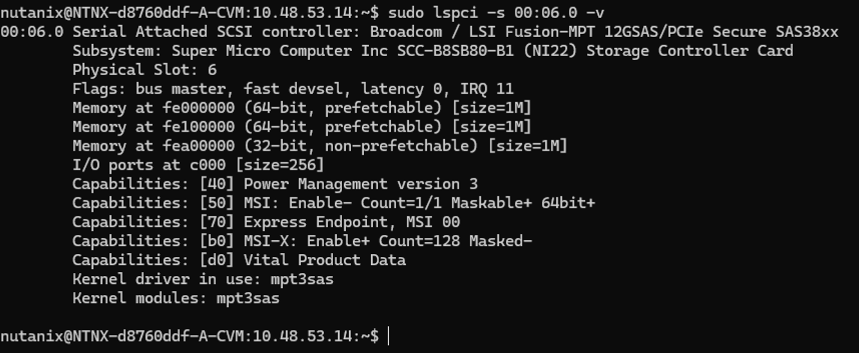 nutanix@NTNX-d8760ddf-A-CVM:10.48.53.14:~$ sudo lspci -s 00:06.0 -v
00:06.0 Serial Attached SCSI controller: Broadcom / LSI Fusion-MPT 12GSAS/PCIe Secure SAS38xx
Subsystem: Super Micro Computer Inc SCC-B8SB80-B1 (NI22) Storage Controller Card
Physical Slot: 6
Flags: bus master, fast devsel, latency 0, IRQ 11
Memory at fe000000 (64-bit, prefetchable) [size=1M]
Memory at fe100000 (64-bit, prefetchable) [size=1M]
Memory at fea00000 (32-bit, non-prefetchable) [size=1M]
I/O ports at c000 [size=256]
Capabilities: [40] Power Management version 3
Capabilities: [50] MSI: Enable- Count=1/1 Maskable+ 64bit+
Capabilities: [70] Express Endpoint, MSI 00
Capabilities: [b0] MSI-X: Enable+ Count=128 Masked-
Capabilities: [d0] Vital Product Data
Kernel driver in use: mpt3sas
Kernel modules: mpt3sas
nutanix@NTNX-d8760ddf-A-CVM:10.48.53.14:~$